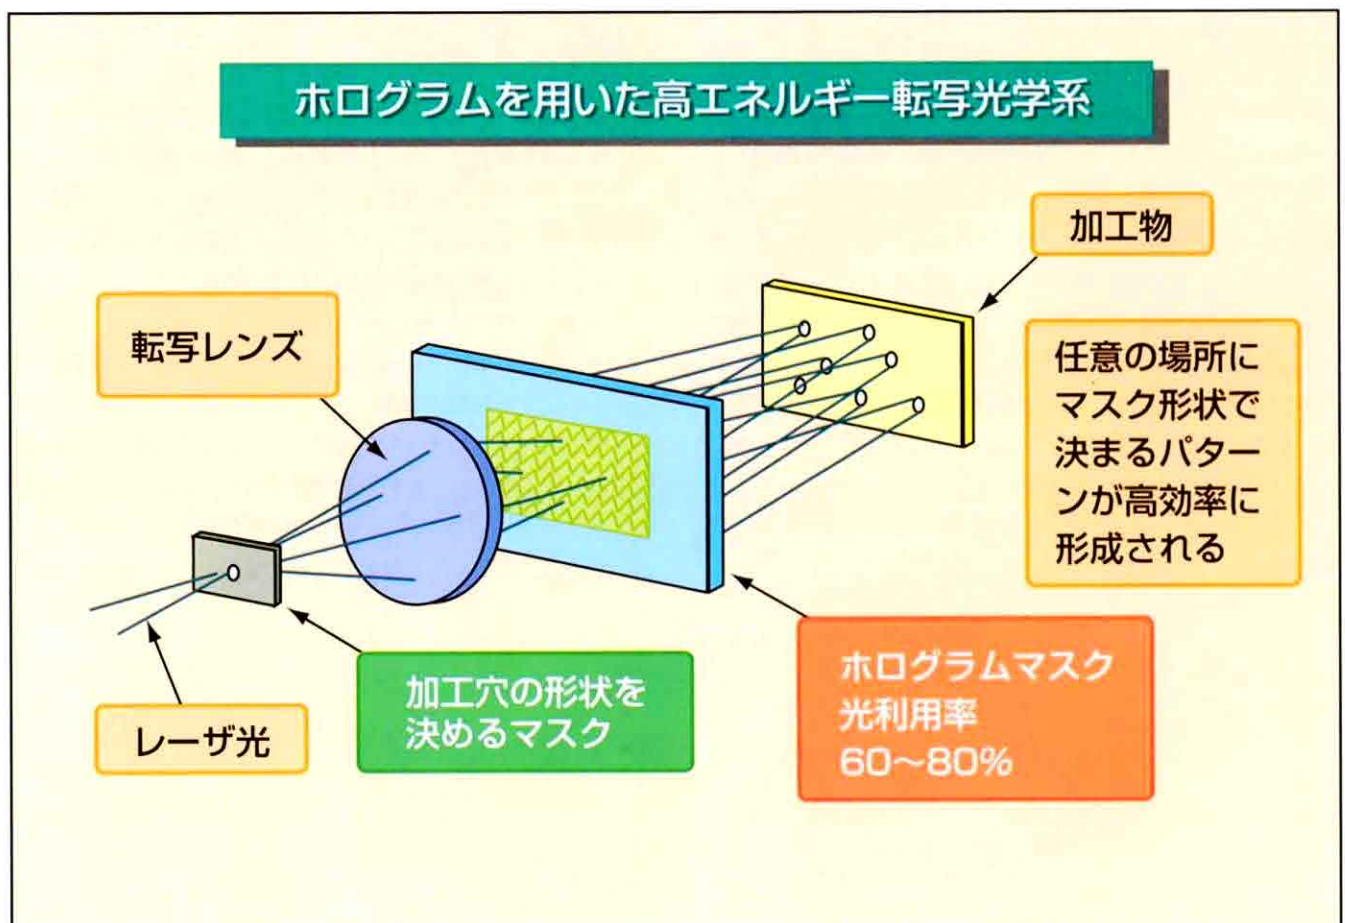 ホログラムを用いた高エネルギー転写光学系
加工物
転写レンズ
任意の場所に
マスク形状で
決まるパター
ンが高効率に
形成される
レーザ光
加工穴の形状を
決めるマスク
ホログラムマスク
光利用率
60〜80%